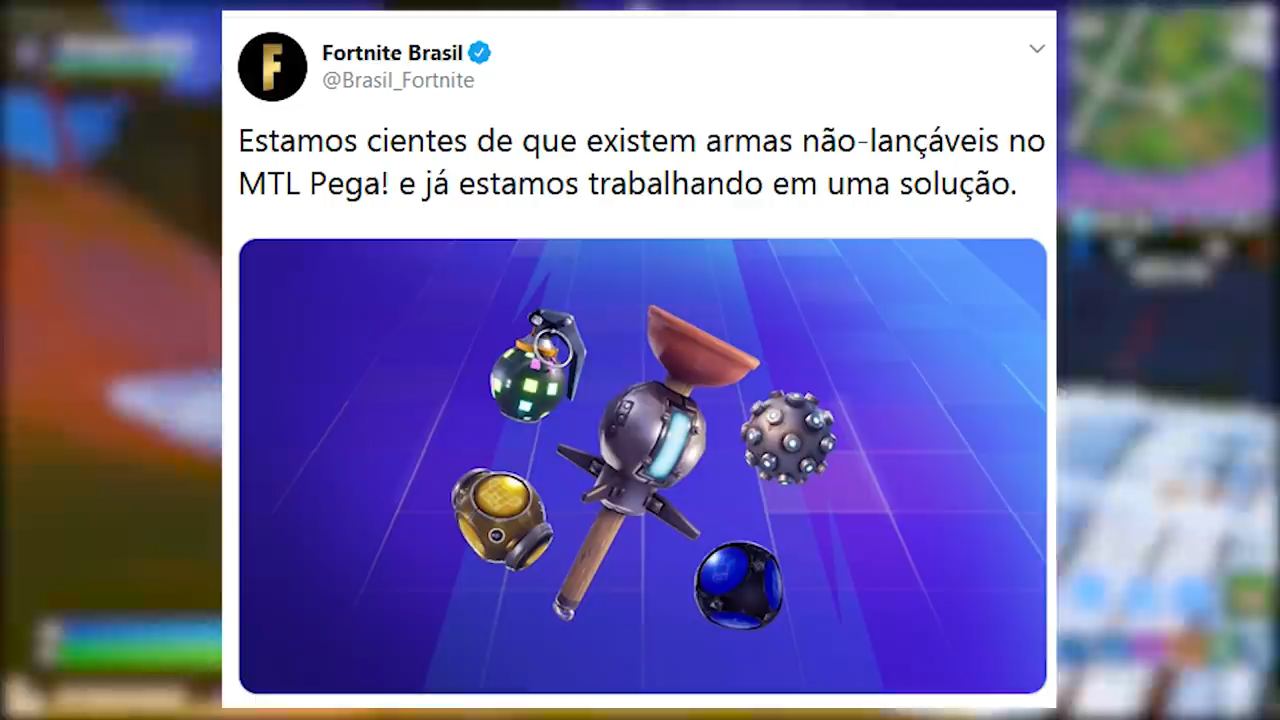 Fortnite Brasil
@Brasil_Fortnite
Estamos cientes de que existem armas não-lançáveis no
MTL Pega! e já estamos trabalhando em uma solução.